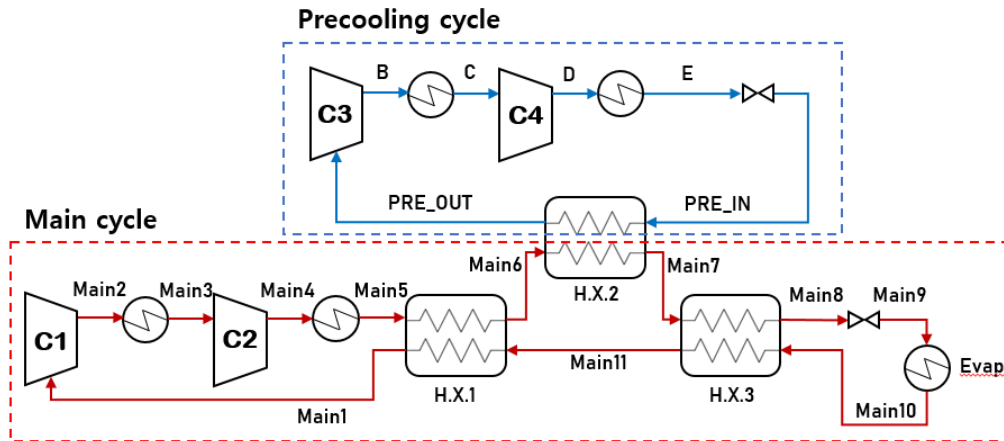 Precooling cycle
B
C
D
E
C3
C4
PRE_OUT
PRE_IN
Main cycle
Main6
Main7
H.X.2
Main2
Main3
Main4
Main5
Main8
Main9
C1
C2
Main11
Evap
H.X.1
H.X.3
Main1
Main10